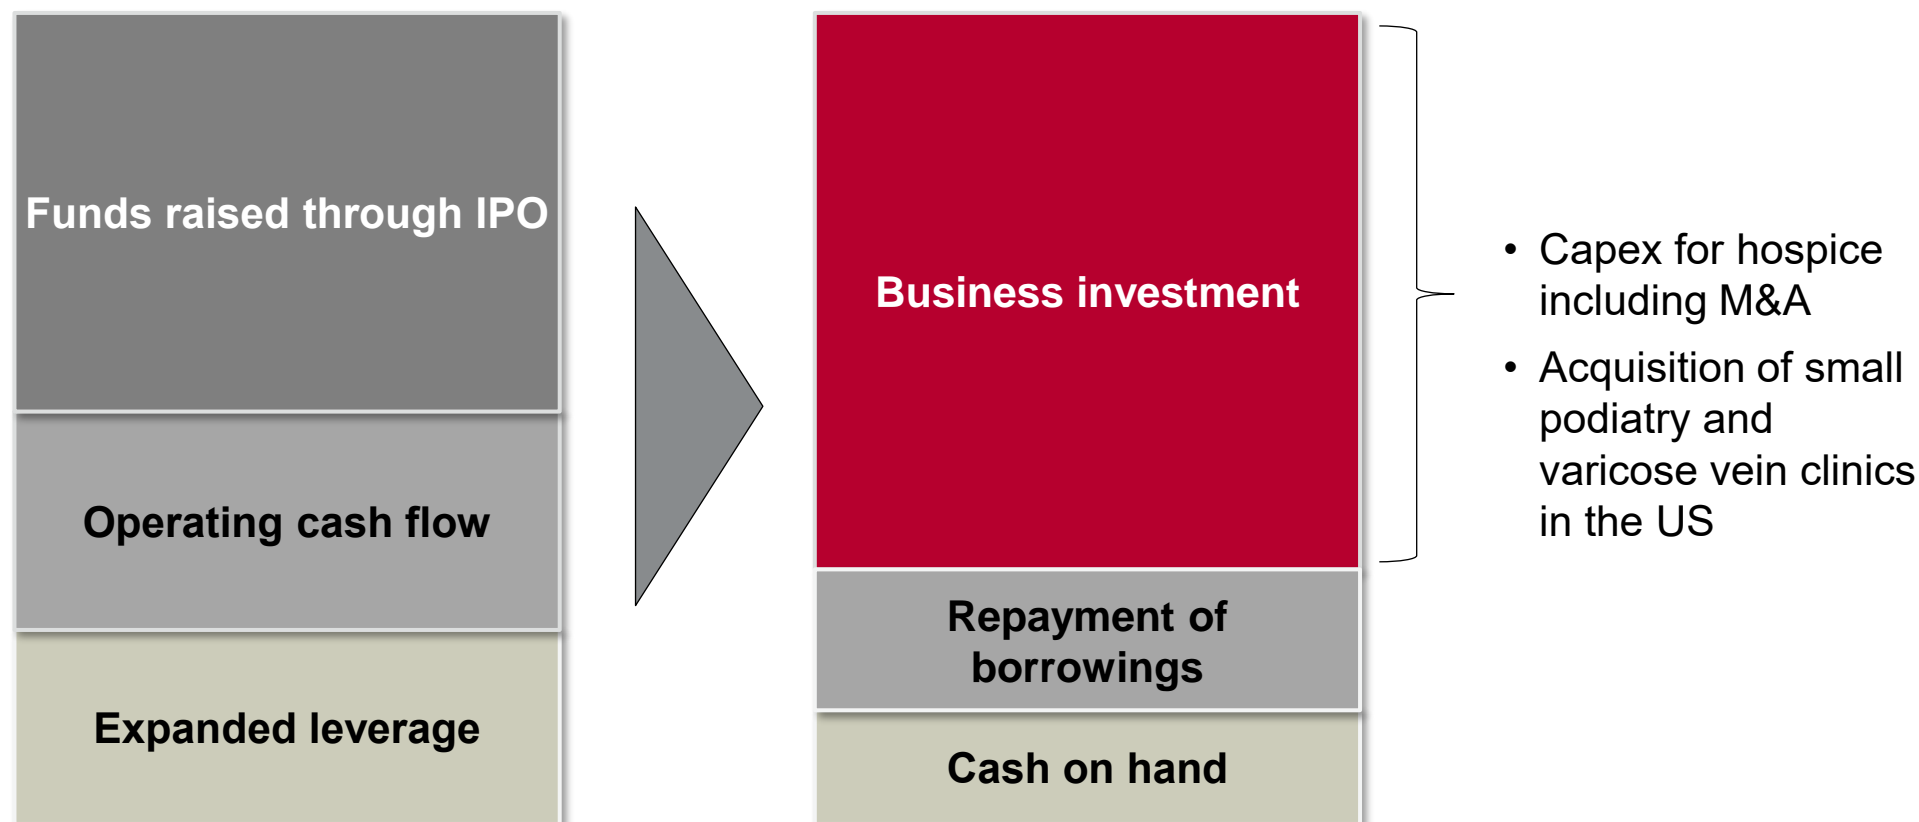 Funds raised through IPO
Operating cash flow
Expanded leverage
Business investment
Repayment of
borrowings
Cash on hand
• Capex for hospice
including M&A
• Acquisition of small
podiatry and
varicose vein clinics
in the US